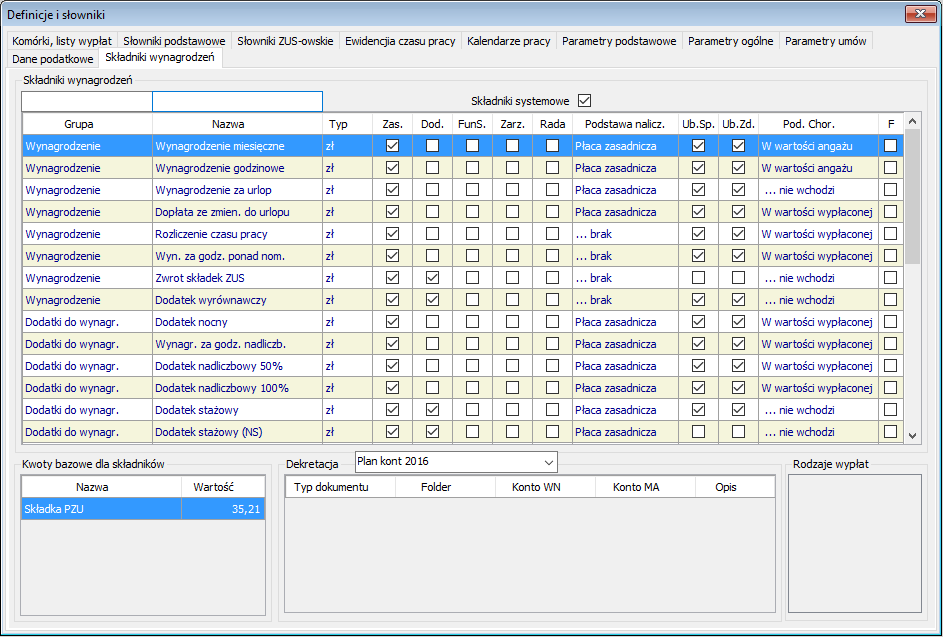 Definicje i słowniki
Komórki, listy wypłat Słowniki podstawowe Słowniki ZUS-owskie Ewidencja czasu pracy Kalendarze pracy Parametry podstawowe Parametry ogólne Parametry umów
Dane podatkowe Składniki wynagrodzeń
Składniki wynagrodzeń
Składniki systemowe
Grupa Nazwa Typ Zas. Dod. FunS. Zarz. Rada Podstawa nalicz. Ub.Sp. Ub.Zd. Pod. Chor. F
Wynagrodzenie Wynagrodzenie miesięczne zł Płaca zasadnicza W wartości angażu
Wynagrodzenie Wynagrodzenie godzinowe zł Płaca zasadnicza W wartości angażu
Wynagrodzenie Wynagrodzenie za urlop zł Płaca zasadnicza ... nie wchodzi
Wynagrodzenie Dopłata ze zmien. do urlopu zł Płaca zasadnicza W wartości wypłaconej
Wynagrodzenie Rozliczenie czasu pracy zł ... brak W wartości wypłaconej
Wynagrodzenie Wyn. za godz. ponad nom. zł ... brak W wartości wypłaconej
Wynagrodzenie Zwrot składek ZUS zł ... brak ... nie wchodzi
Wynagrodzenie Dodatek wyrównawczy zł ... brak ... nie wchodzi
Dodatki do wynagr. Dodatek nocny zł Płaca zasadnicza W wartości wypłaconej
Dodatki do wynagr. Wynagr. za godz. nadliczb. zł Płaca zasadnicza W wartości wypłaconej
Dodatki do wynagr. Dodatek nadliczbowy 50% zł Płaca zasadnicza W wartości wypłaconej
Dodatki do wynagr. Dodatek nadliczbowy 100% zł Płaca zasadnicza W wartości wypłaconej
Dodatki do wynagr. Dodatek stażowy zł Płaca zasadnicza ... nie wchodzi
Dodatki do wynagr. Dodatek stażowy (NS) zł Płaca zasadnicza ... nie wchodzi
Kwoty bazowe dla składników Dekretacja Plan kont 2016 Rodzaje wypłat
Nazwa Wartość Typ dokumentu Folder Konto WN Konto MA Opis
Składka PZU 35,21